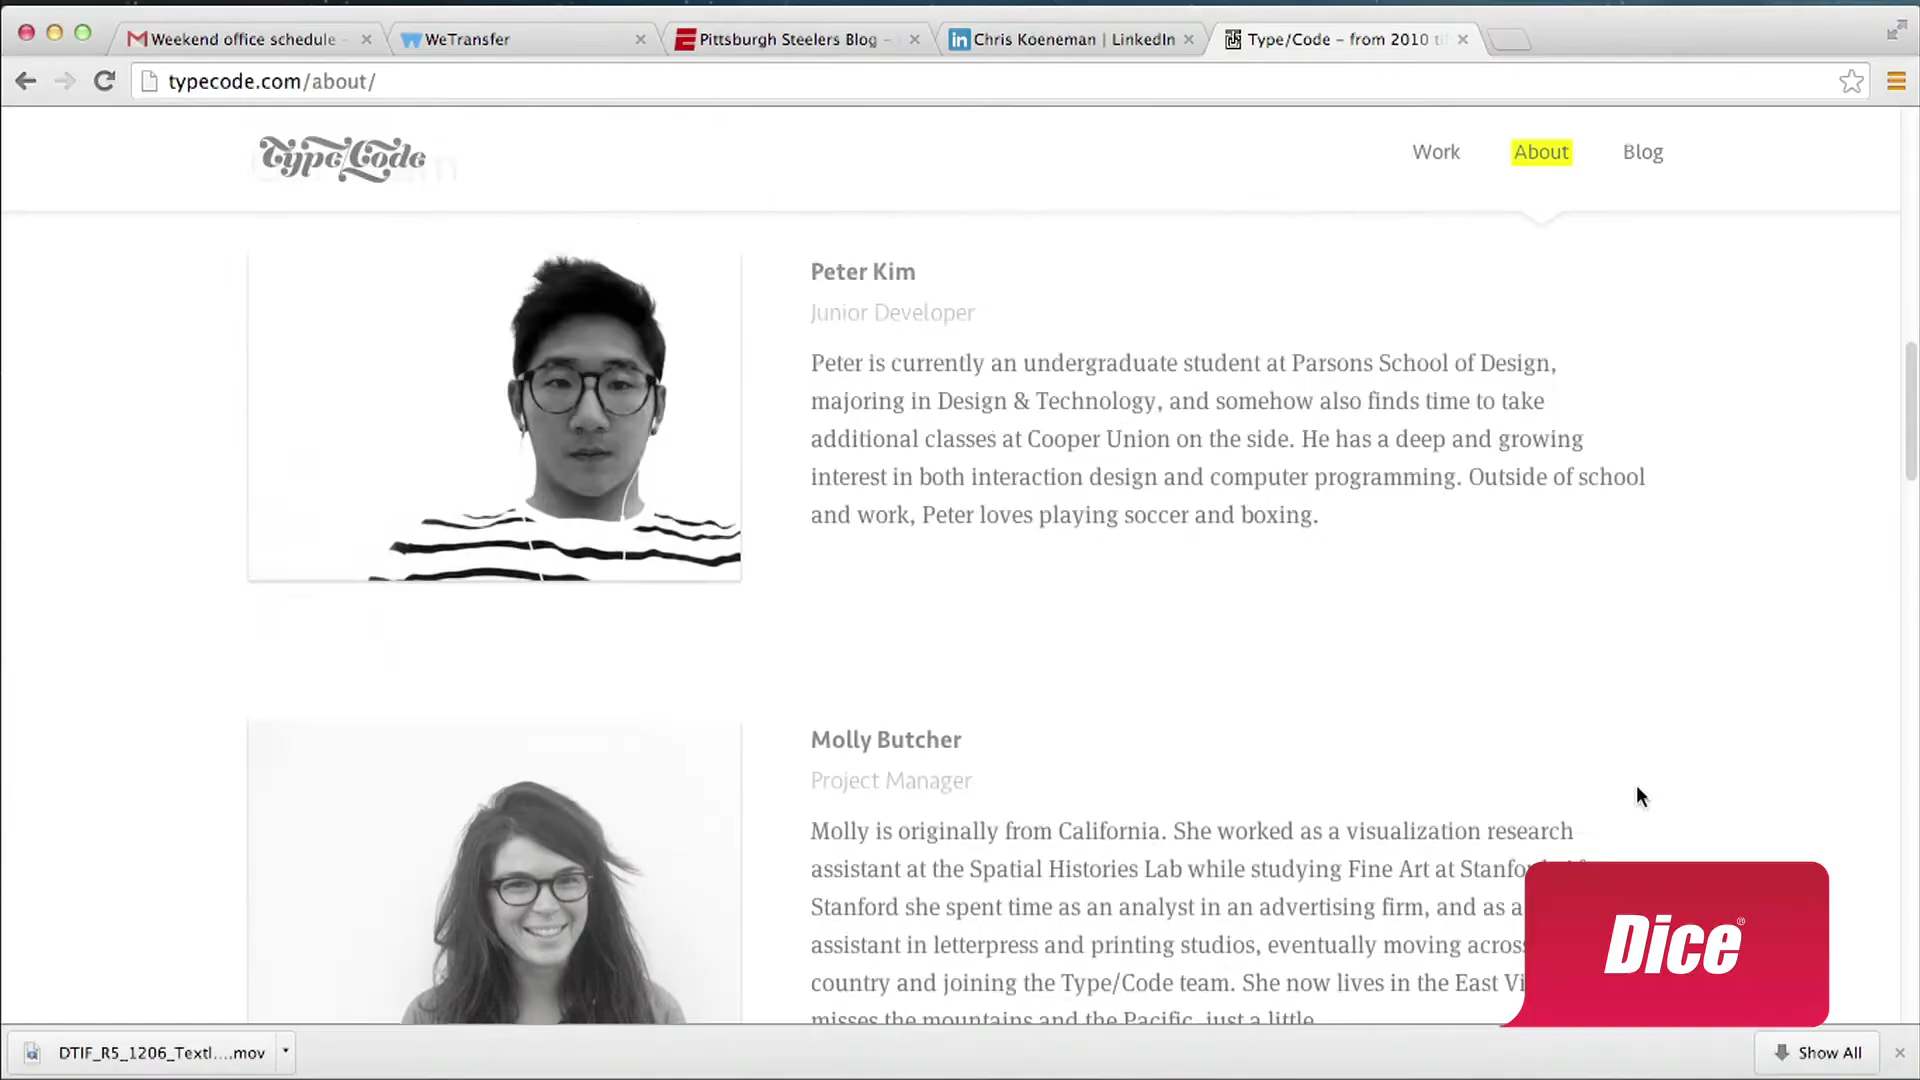 Weekend office schedule -
WeTransfer
Pittsburgh Steelers Blog -
in Chris Koeneman | LinkedIn
Type/Code – from 2010 ti
typecode.com/about/
Type/Code
Work
About
Blog
Peter Kim
Junior Developer
Peter is currently an undergraduate student at Parsons School of Design,
majoring in Design & Technology, and somehow also finds time to take
additional classes at Cooper Union on the side. He has a deep and growing
interest in both interaction design and computer programming. Outside of school
and work, Peter loves playing soccer and boxing.
Molly Butcher
Project Manager
Molly is originally from California. She worked as a visualization research
assistant at the Spatial Histories Lab while studying Fine Art at Stanfo
Stanford she spent time as an analyst in an advertising firm, and as a
assistant in letterpress and printing studios, eventually moving across
country and joining the Type/Code team. She now lives in the East Vi
misses the mountains and the Pacific, just a little.
Dice®
DTIF_R5_1206_Textl....mov
Show All